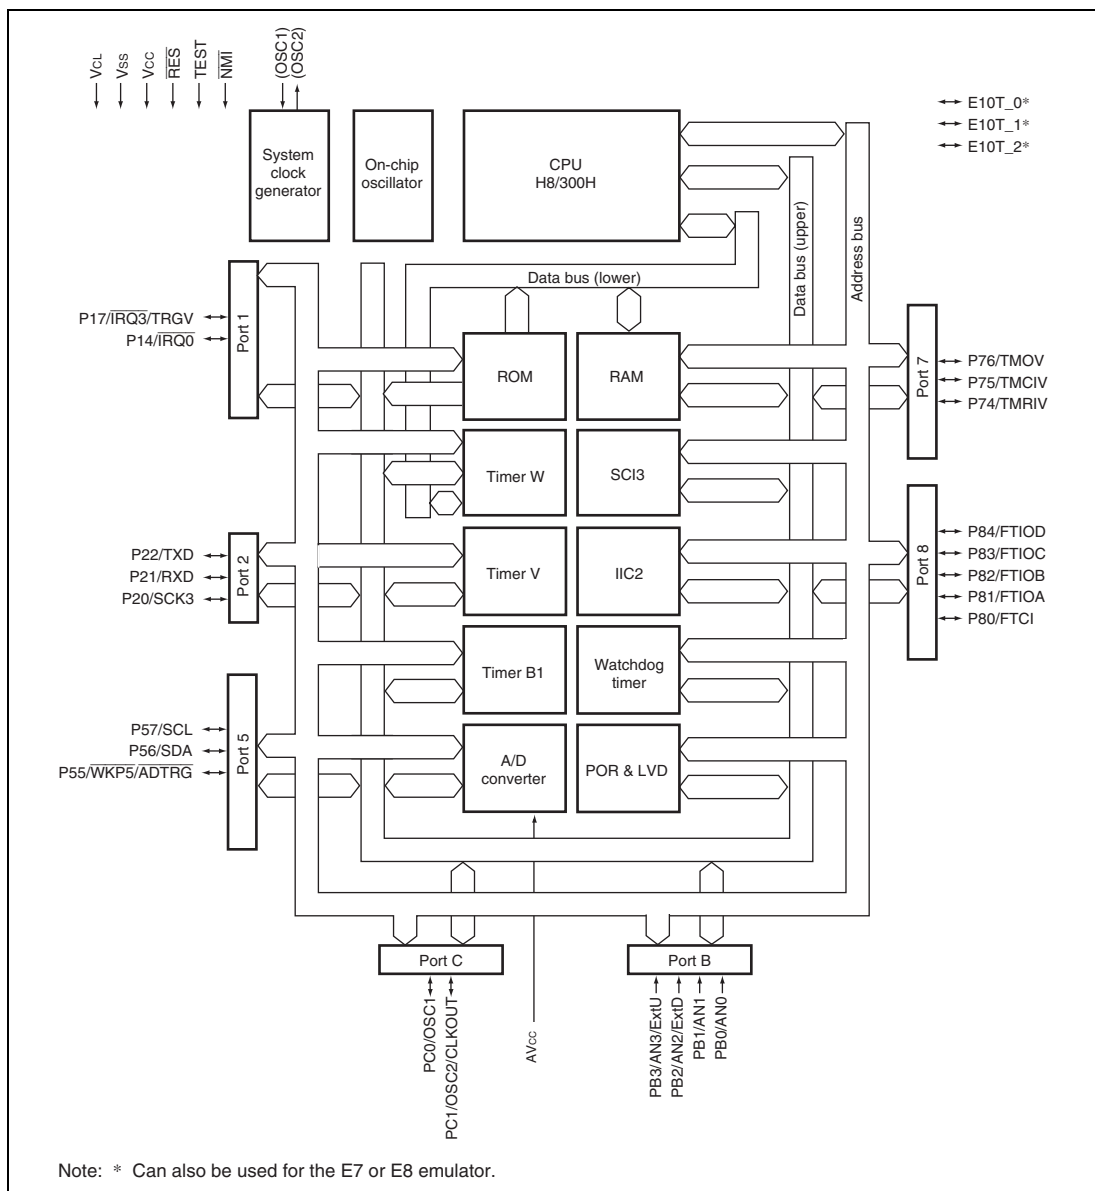 VCL
VSS
VCC
RES
TEST
NMI
(OSC1)
(OSC2)
E10T_0*
E10T_1*
E10T_2*
System
clock
generator
On-chip
oscillator
CPU
H8/300H
Data bus (lower)
Data bus (upper)
Address bus
P17/IRQ3/TRGV
P14/IRQ0
Port 1
ROM
RAM
Port 7
P76/TMOV
P75/TMCIV
P74/TMRIV
Timer W
SCI3
P22/TXD
P21/RXD
P20/SCK3
Port 2
Timer V
IIC2
Port 8
P84/FTIOD
P83/FTIOC
P82/FTIOB
P81/FTIOA
P80/FTCI
Timer B1
Watchdog
timer
P57/SCL
P56/SDA
P55/WKP5/ADTRG
Port 5
A/D
converter
POR & LVD
Port C
Port B
PC0/OSC1
PC1/OSC2/CLKOUT
AVCC
PB3/AN3/ExtU
PB2/AN2/ExtD
PB1/AN1
PB0/AN0
Note: * Can also be used for the E7 or E8 emulator.